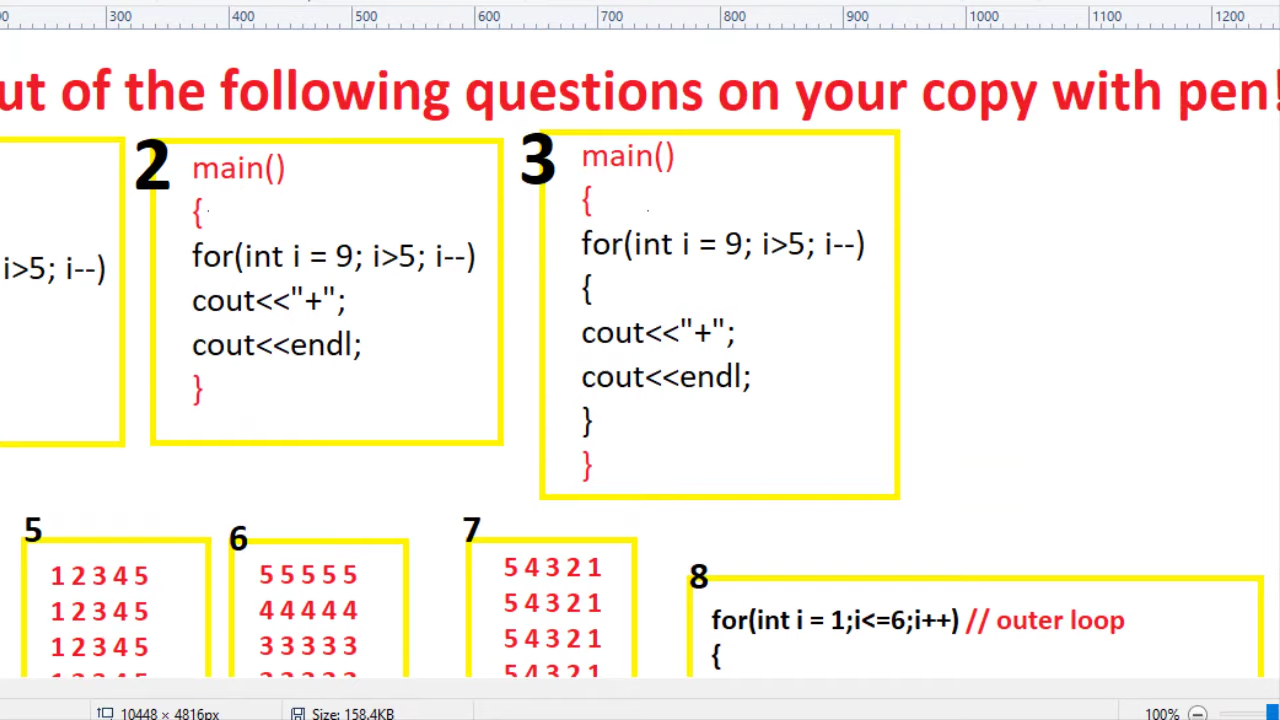 300 400 500 600 700 800 900 1000 1100 1200
ut of the following questions on your copy with pen!
i>5; i--)
2
main()
{
for(int i = 9; i>5; i--)
cout<<"+";
cout<<endl;
}
3
main()
{
for(int i = 9; i>5; i--)
{
cout<<"+";
cout<<endl;
}
}
5
1 2 3 4 5
1 2 3 4 5
1 2 3 4 5
6
5 5 5 5 5
4 4 4 4 4
3 3 3 3 3
7
5 4 3 2 1
5 4 3 2 1
5 4 3 2 1
5 4 3 2 1
8
for(int i = 1;i<=6;i++) // outer loop
{
10448 × 4816px
Size: 158.4KB
100%